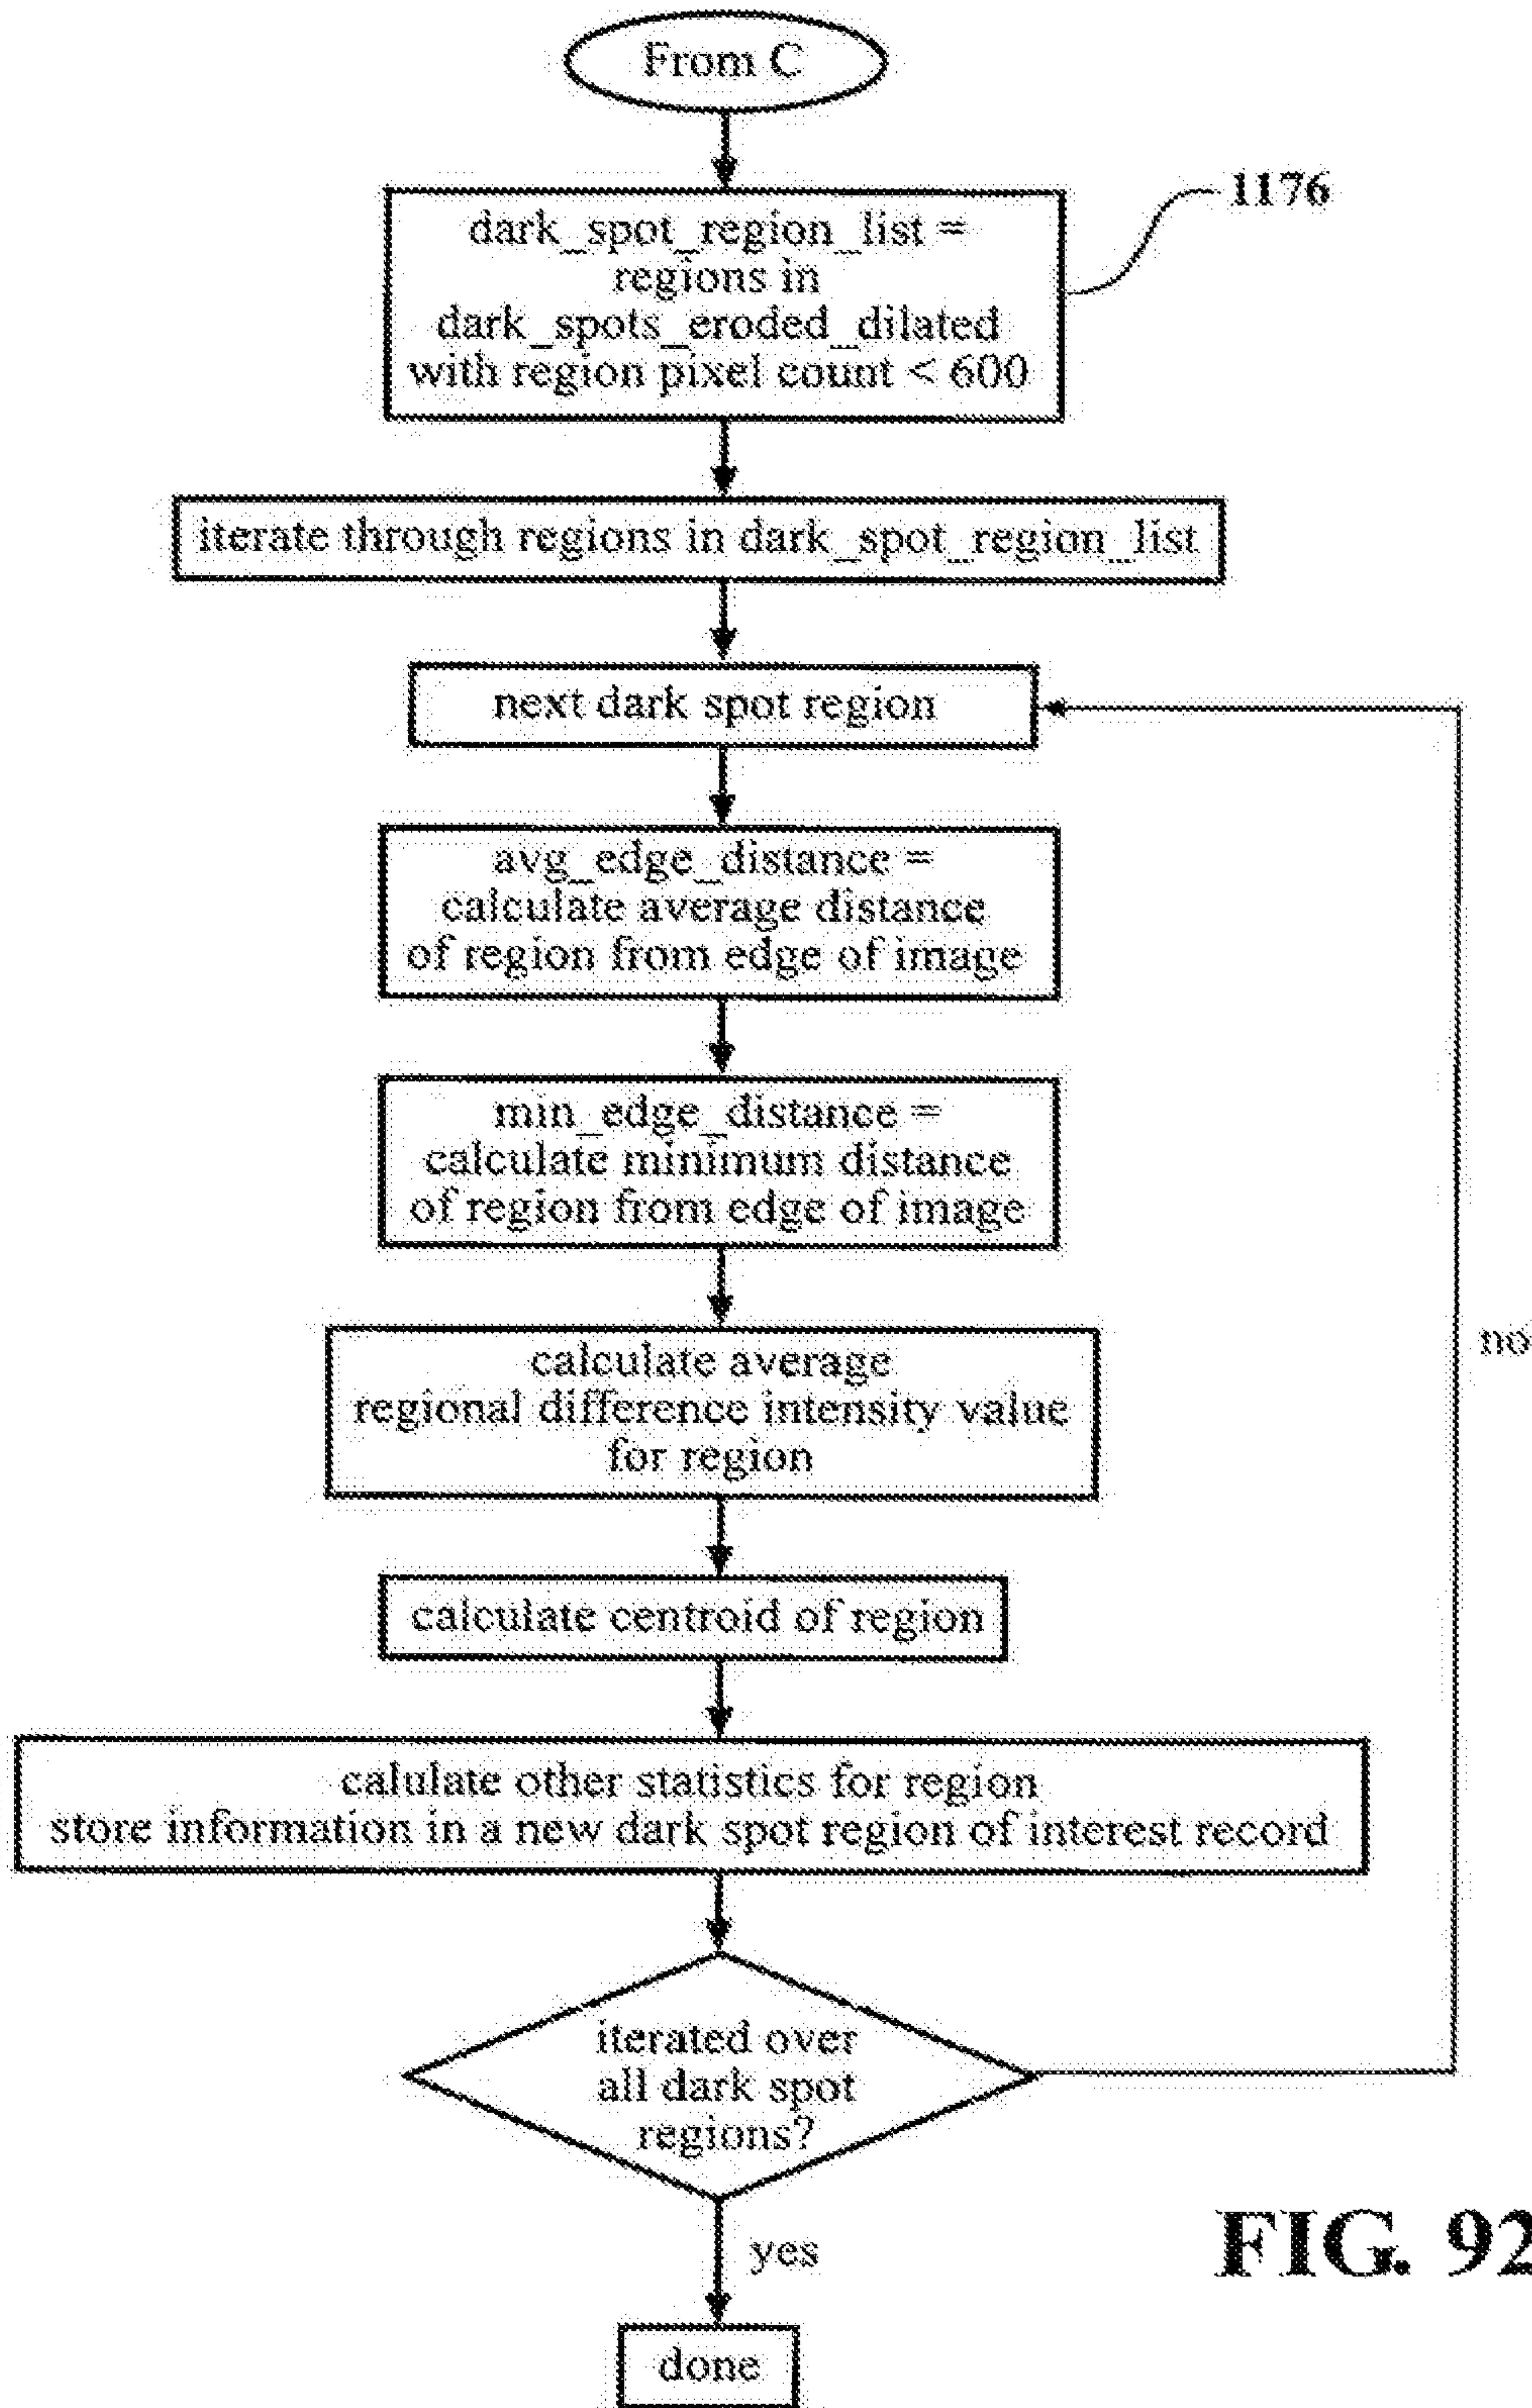 From C
1176
dark_spot_region_list =
regions in
dark_spots_eroded_dilated
with region pixel count < 600
iterate through regions in dark_spot_region_list
next dark spot region
avg_edge_distance =
calculate average distance
of region from edge of image
min_edge_distance =
calculate minimum distance
of region from edge of image
no
calculate average
regional difference intensity value
for region
calculate centroid of region
calulate other statistics for region
store information in a new dark spot region of interest record
iterated over
all dark spot
regions?
yes
FIG. 92
done